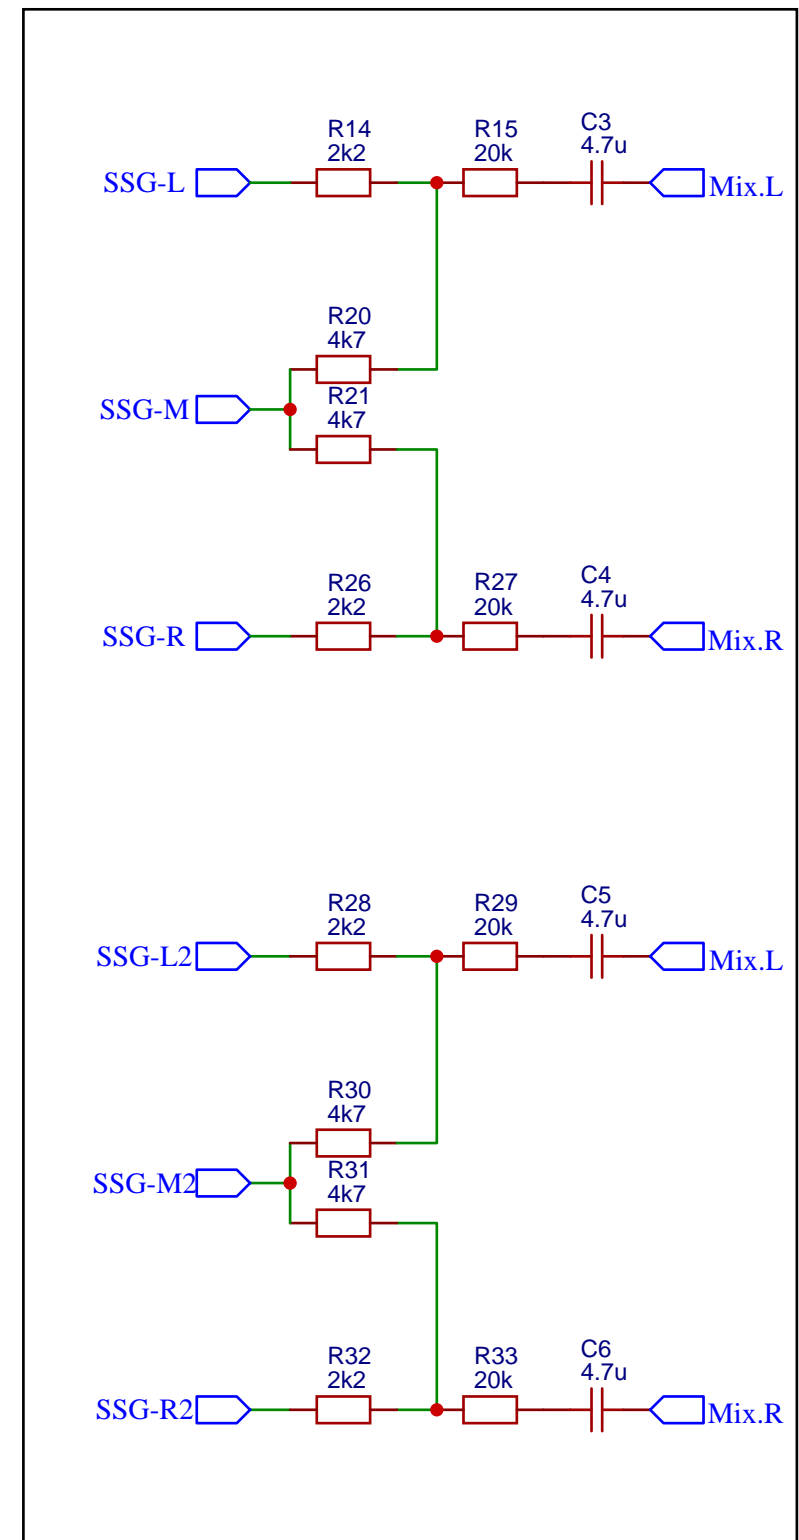 R14
2k2
R15
20k
C3
4.7u
SSG-L
Mix.L
R20
4k7
SSG-M
R21
4k7
R26
2k2
R27
20k
C4
4.7u
SSG-R
Mix.R
R28
2k2
R29
20k
C5
4.7u
SSG-L2
Mix.L
R30
4k7
SSG-M2
R31
4k7
R32
2k2
R33
20k
C6
4.7u
SSG-R2
Mix.R